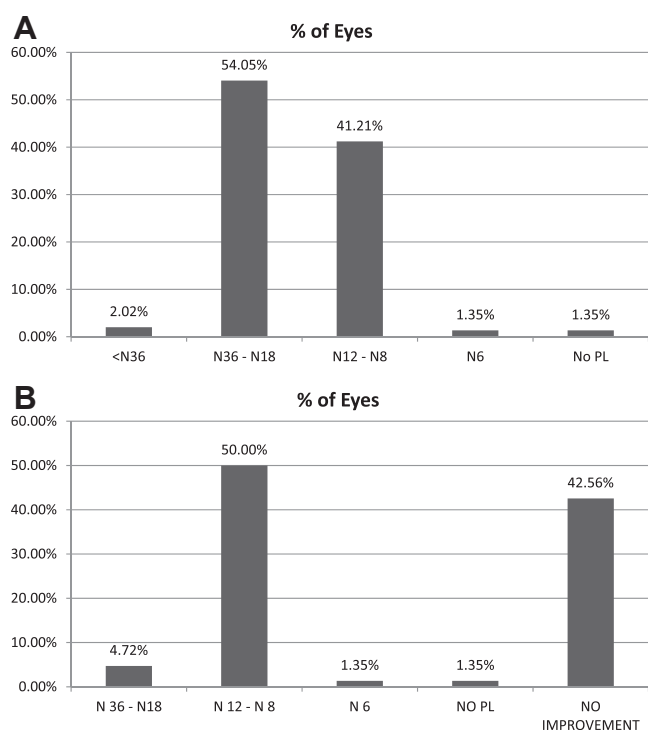 A
% of Eyes
60.00%
54.05%
50.00%
41.21%
40.00%
30.00%
20.00%
10.00%
2.02%
1.35%
1.35%
0.00%
<N36
N36 - N18
N12 - N8
N6
No PL
B
% of Eyes
60.00%
50.00%
50.00%
42.56%
40.00%
30.00%
20.00%
10.00%
4.72%
1.35%
1.35%
0.00%
N 36 - N18
N 12 - N 8
N 6
NO PL
NO
IMPROVEMENT